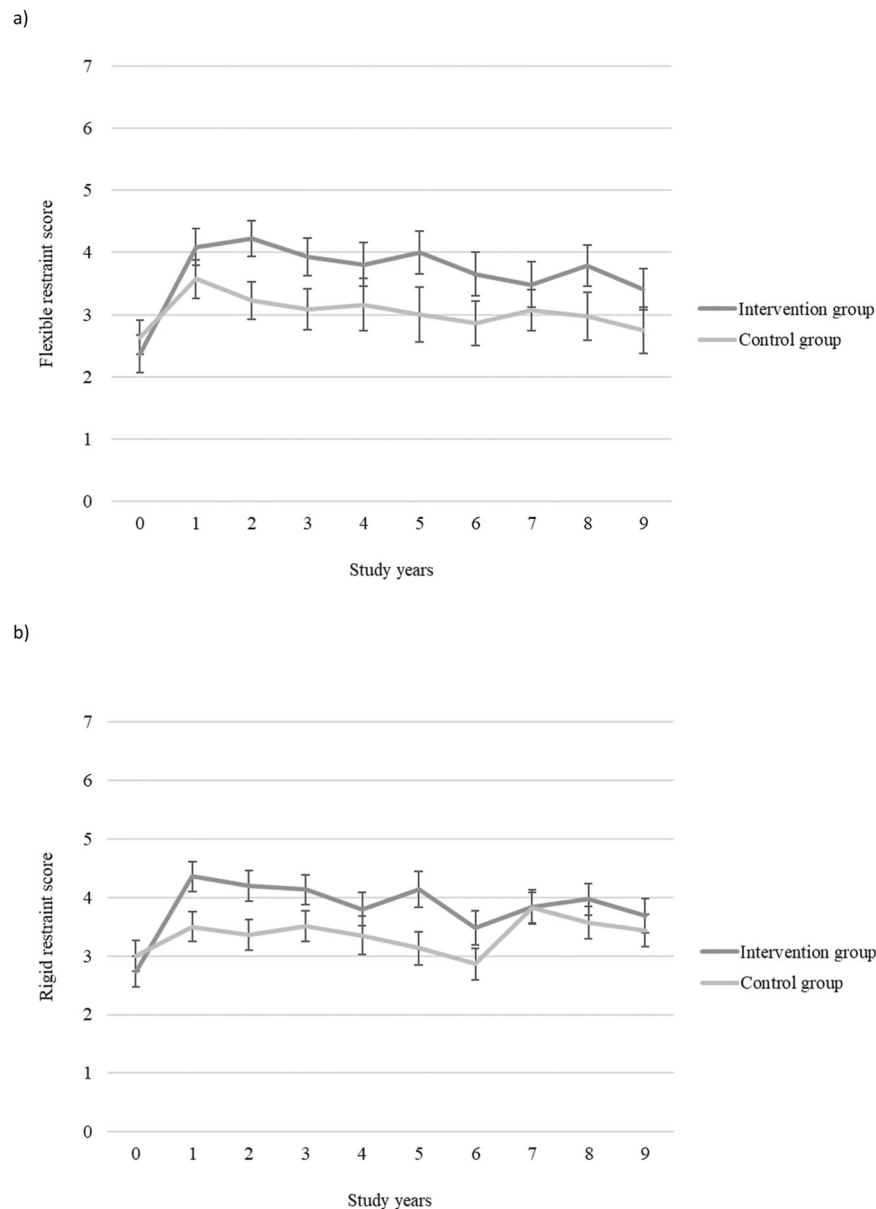 a)
7
6
5
4
3
2
1
0
Flexible restraint score
0 1 2 3 4 5 6 7 8 9
Study years
Intervention group
Control group
b)
7
6
5
4
3
2
1
0
Rigid restraint score
0 1 2 3 4 5 6 7 8 9
Study years
Intervention group
Control group